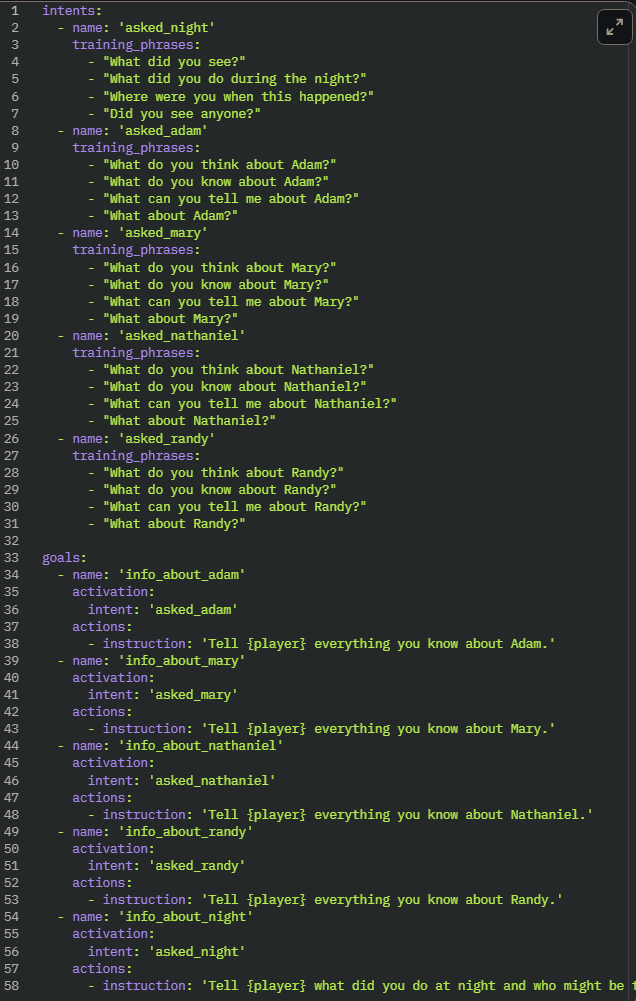 1 intents:
2 - name: 'asked_night'
3 training_phrases:
4 - "What did you see?"
5 - "What did you do during the night?"
6 - "Where were you when this happened?"
7 - "Did you see anyone?"
8 - name: 'asked_adam'
9 training_phrases:
10 - "What do you think about Adam?"
11 - "What do you know about Adam?"
12 - "What can you tell me about Adam?"
13 - "What about Adam?"
14 - name: 'asked_mary'
15 training_phrases:
16 - "What do you think about Mary?"
17 - "What do you know about Mary?"
18 - "What can you tell me about Mary?"
19 - "What about Mary?"
20 - name: 'asked_nathaniel'
21 training_phrases:
22 - "What do you think about Nathaniel?"
23 - "What do you know about Nathaniel?"
24 - "What can you tell me about Nathaniel?"
25 - "What about Nathaniel?"
26 - name: 'asked_randy'
27 training_phrases:
28 - "What do you think about Randy?"
29 - "What do you know about Randy?"
30 - "What can you tell me about Randy?"
31 - "What about Randy?"
32
33 goals:
34 - name: 'info_about_adam'
35 activation:
36 intent: 'asked_adam'
37 actions:
38 - instruction: 'Tell {player} everything you know about Adam.'
39 - name: 'info_about_mary'
40 activation:
41 intent: 'asked_mary'
42 actions:
43 - instruction: 'Tell {player} everything you know about Mary.'
44 - name: 'info_about_nathaniel'
45 activation:
46 intent: 'asked_nathaniel'
47 actions:
48 - instruction: 'Tell {player} everything you know about Nathaniel.'
49 - name: 'info_about_randy'
50 activation:
51 intent: 'asked_randy'
52 actions:
53 - instruction: 'Tell {player} everything you know about Randy.'
54 - name: 'info_about_night'
55 activation:
56 intent: 'asked_night'
57 actions:
58 - instruction: 'Tell {player} what did you do at night and who might be